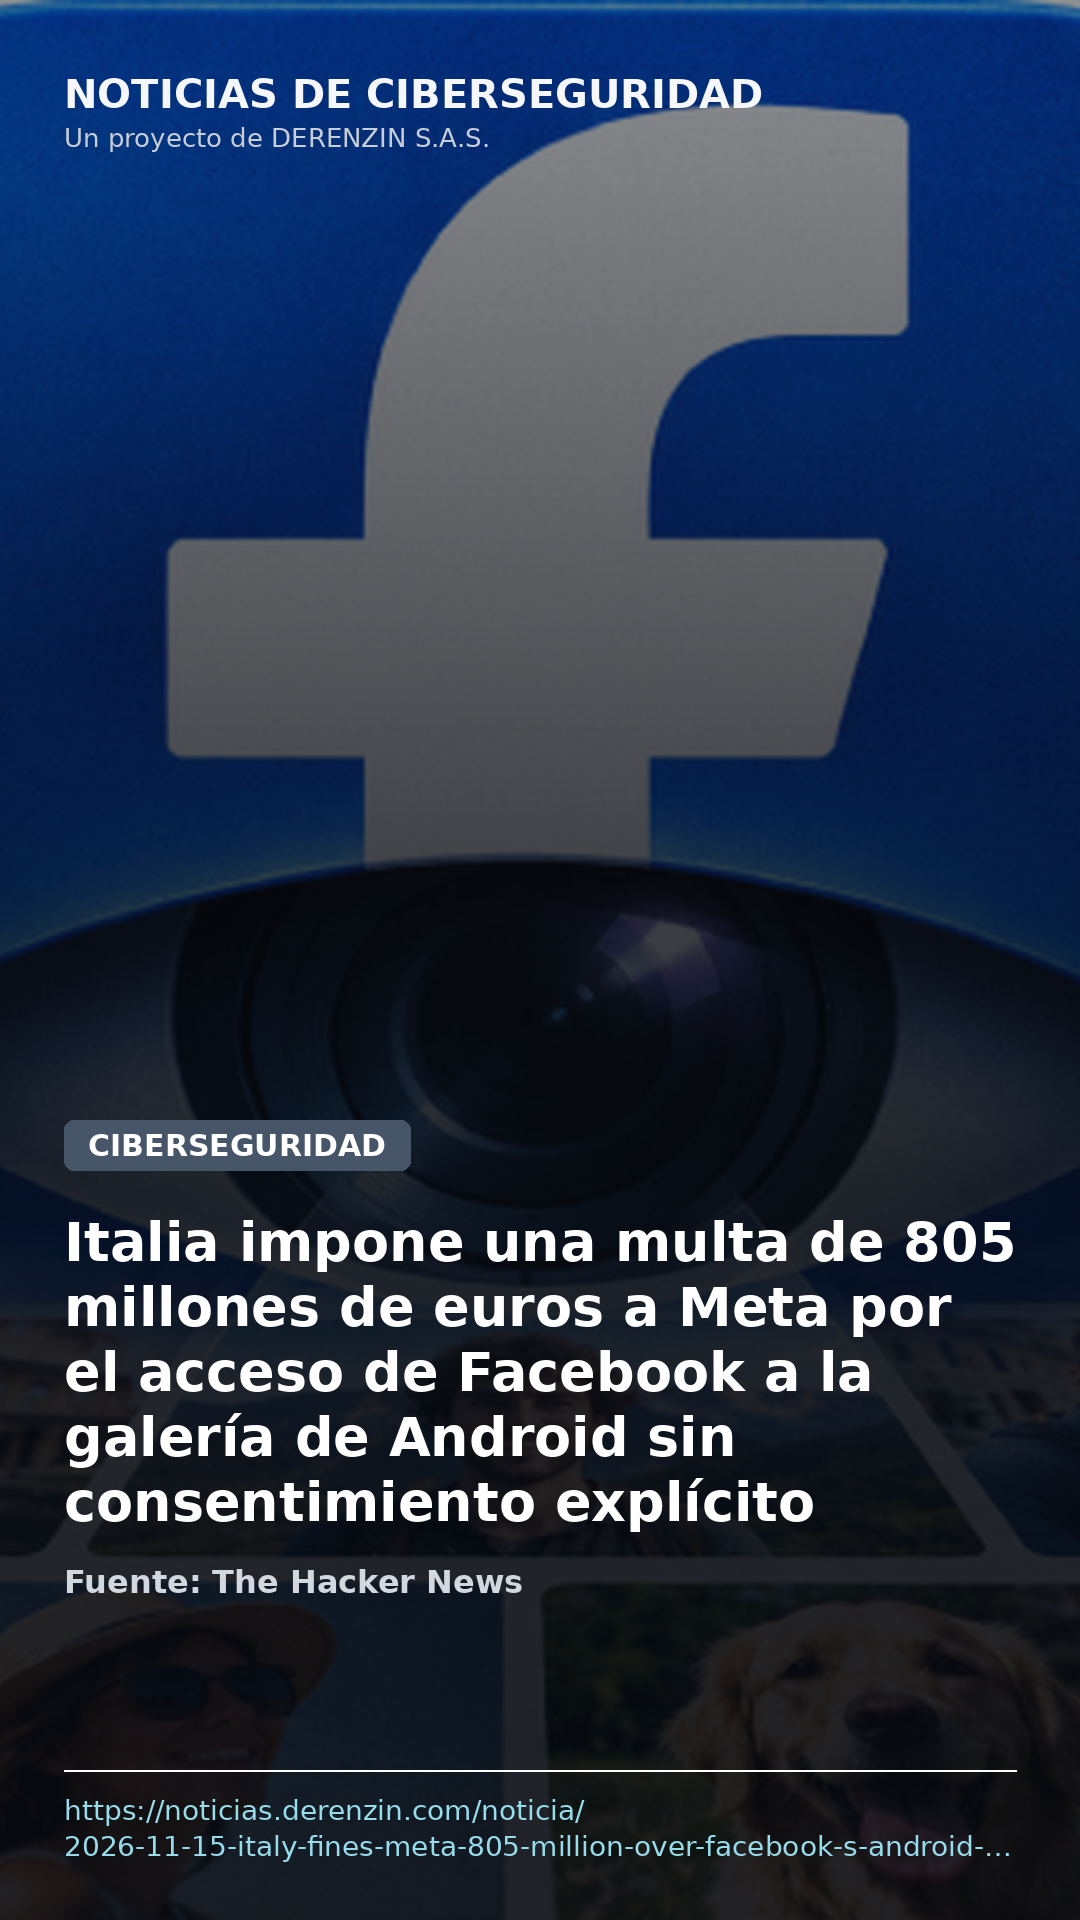 NOTICIAS DE CIBERSEGURIDAD
Un proyecto de DERENZIN S.A.S.
CIBERSEGURIDAD
Italia impone una multa de 805
millones de euros a Meta por
el acceso de Facebook a la
galería de Android sin
consentimiento explícito
Fuente: The Hacker News
https://noticias.derenzin.com/noticia/
2026-11-15-italy-fines-meta-805-million-over-facebook-s-android-…